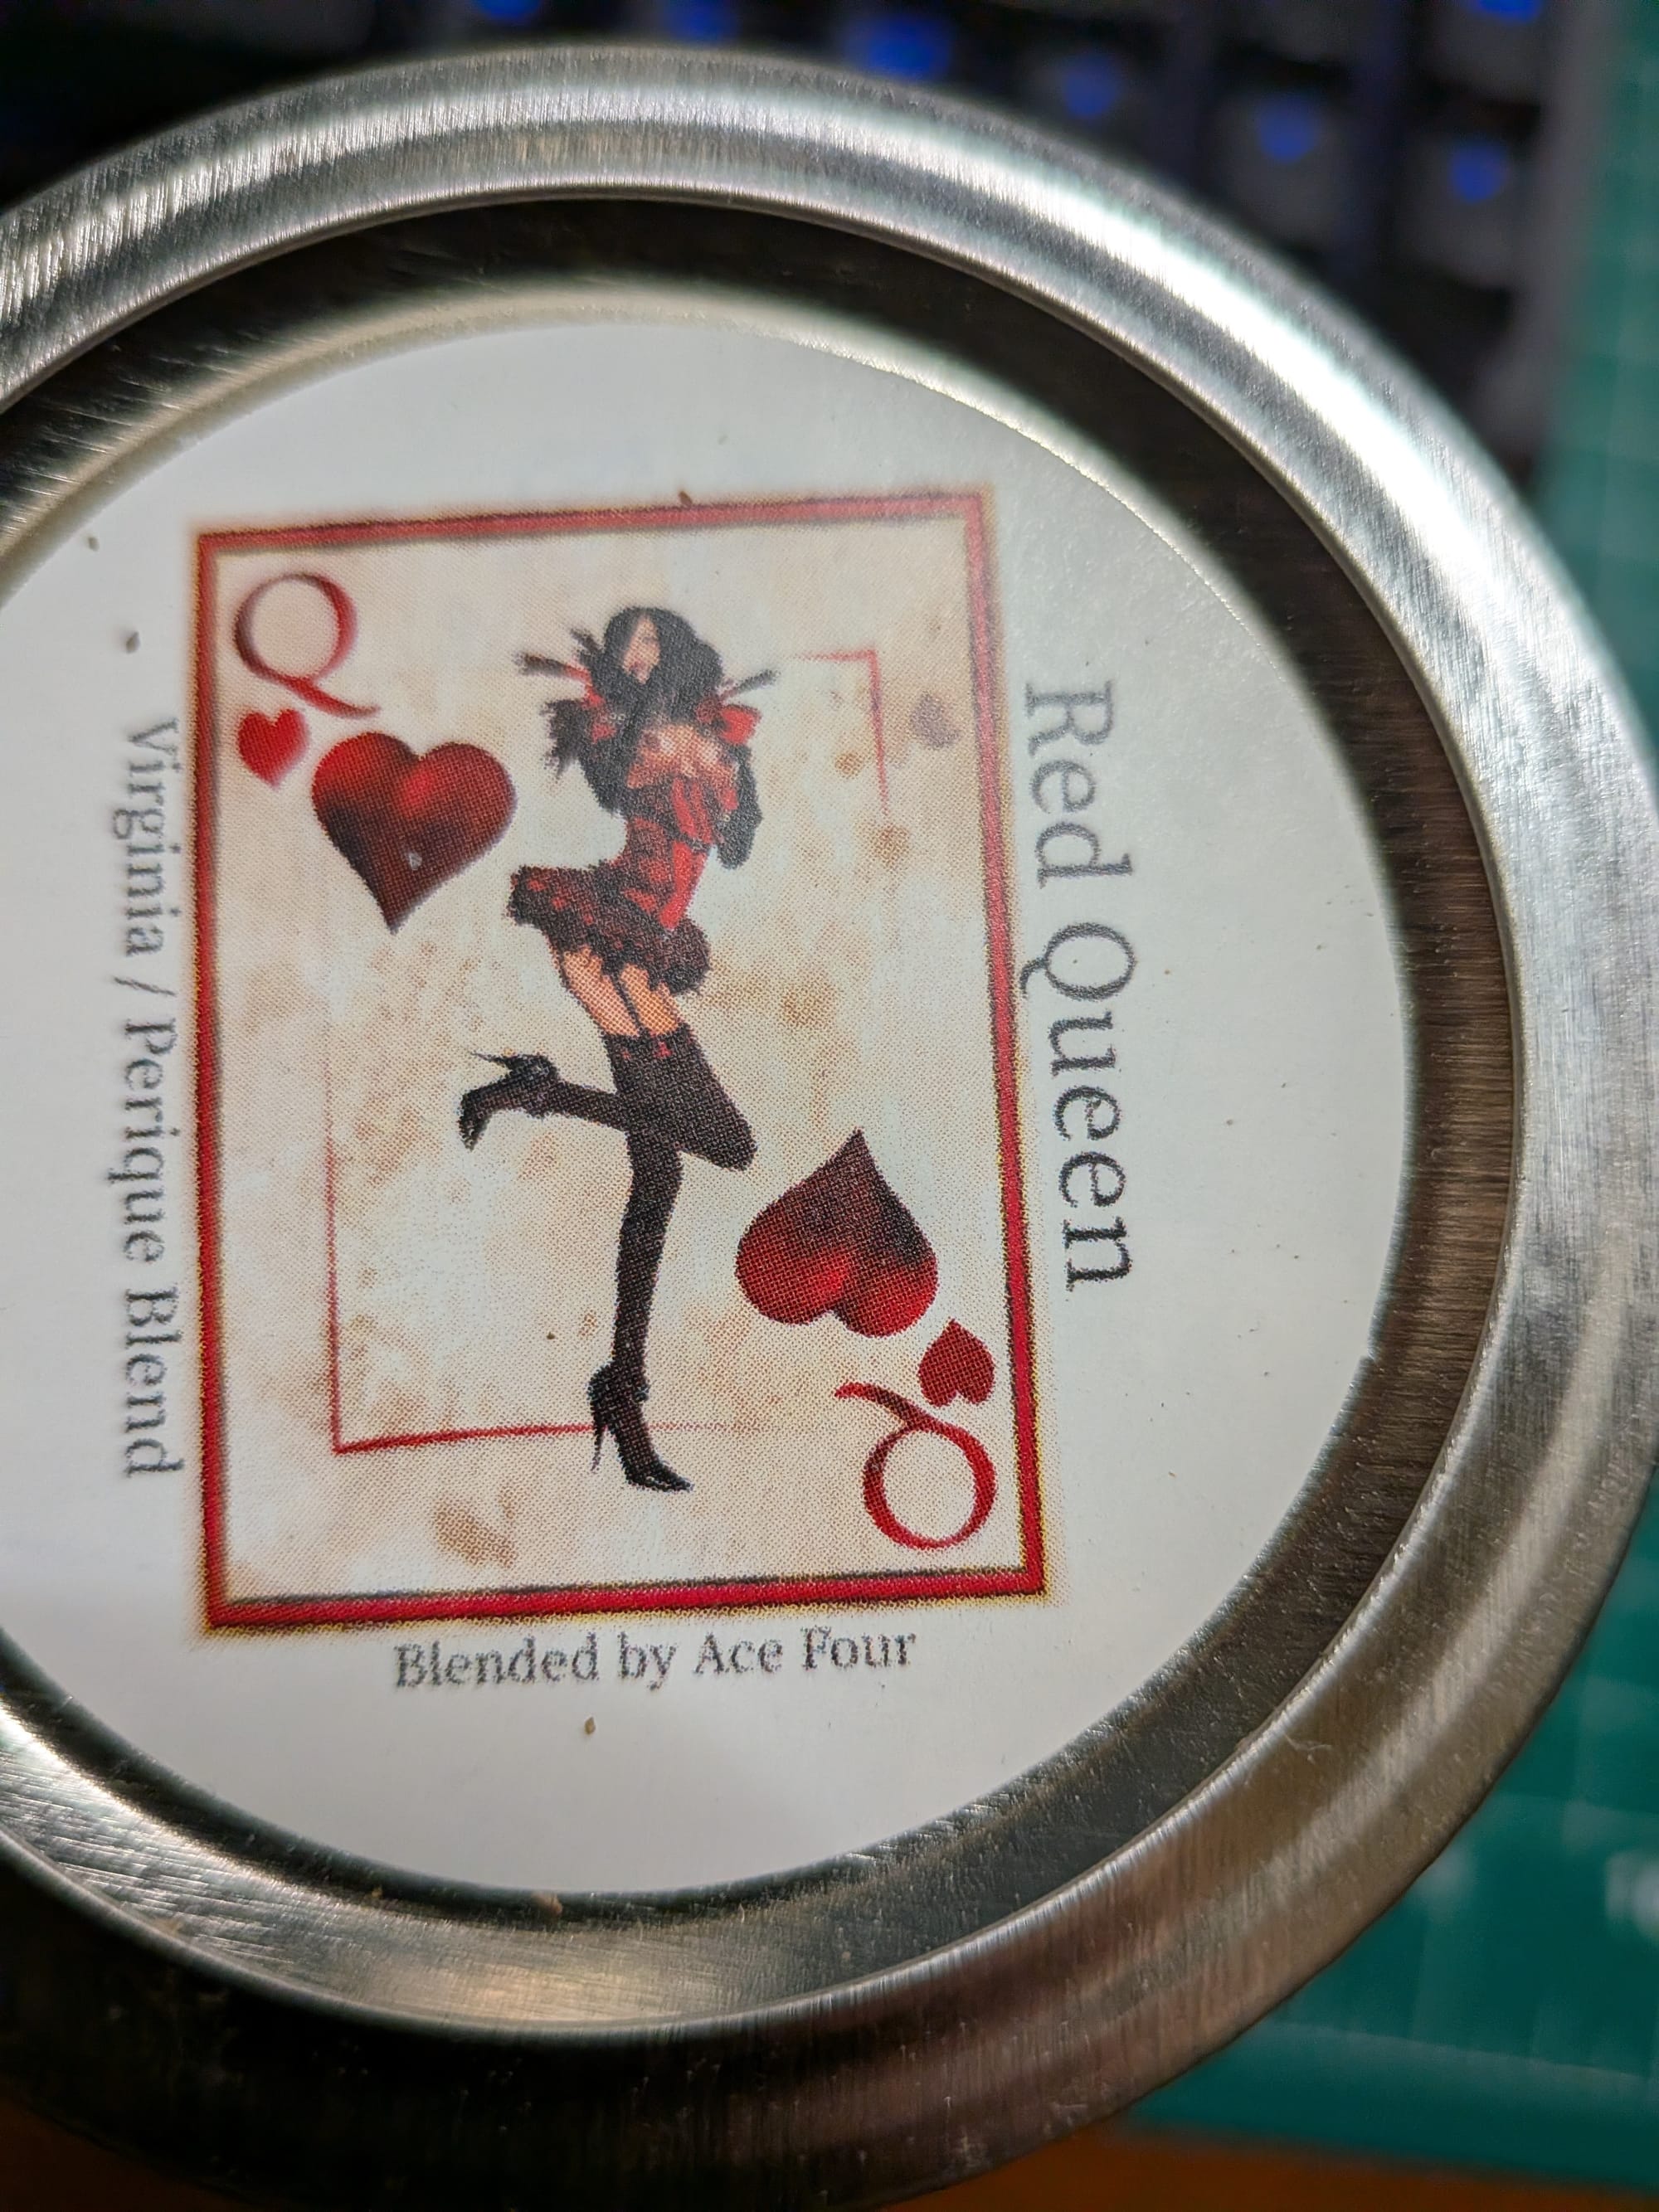 Red Queen
Q
Q
Virginia / Perique Blend
Blended by Ace Four